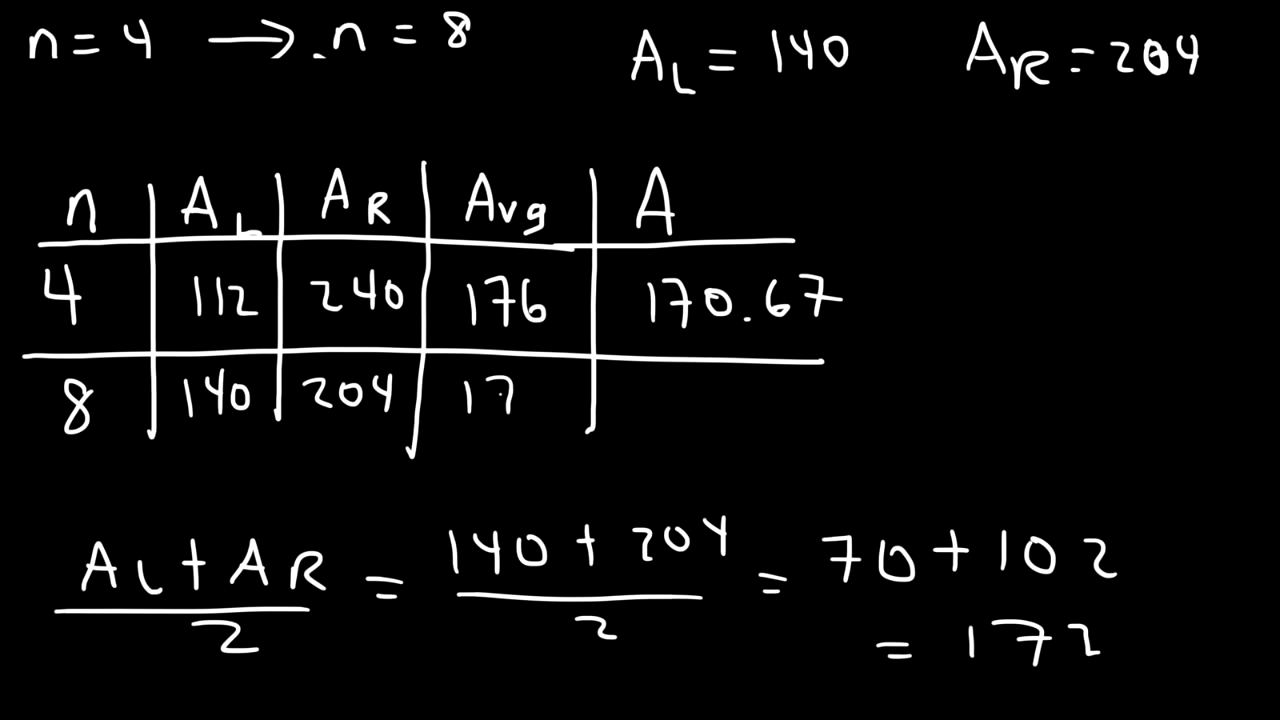 n = 4 → .n = 8 A_L = 140 A_R = 204
n A_L A_R Avg A
4 112 240 176 170.67
8 140 204 17
A_L + A_R / 2 = 140 + 204 / 2 = 70 + 102
= 172